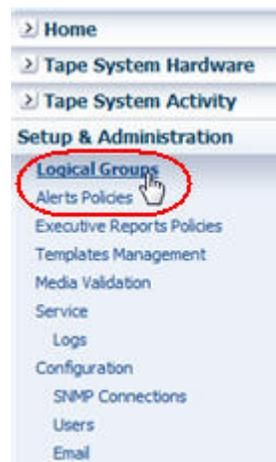 Home
Tape System Hardware
Tape System Activity
Setup & Administration
Logical Groups
Alerts Policies
Executive Reports Policies
Templates Management
Media Validation
Service
Logs
Configuration
SNMP Connections
Users
Email